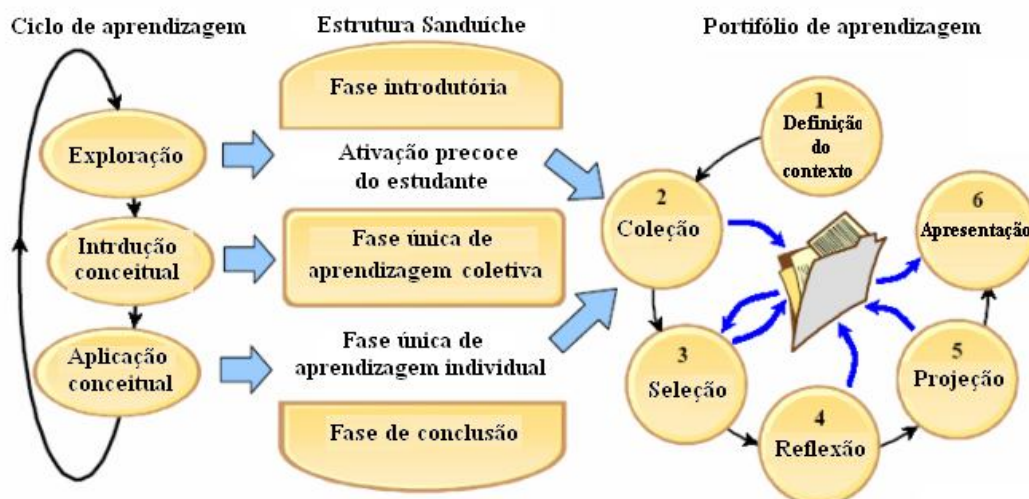 Ciclo de aprendizagem
Exploração
Intrdução
conceitual
Aplicação
conceitual
Estrutura Sanduíche
Fase introdutória
Ativação precoce
do estudante
Fase única de
aprendizagem coletiva
Fase única de
aprendizagem individual
Fase de conclusão
Portifólio de aprendizagem
1
Definição
do
contexto
2
Coleção
3
Seleção
4
Reflexão
5
Projeção
6
Apresentação